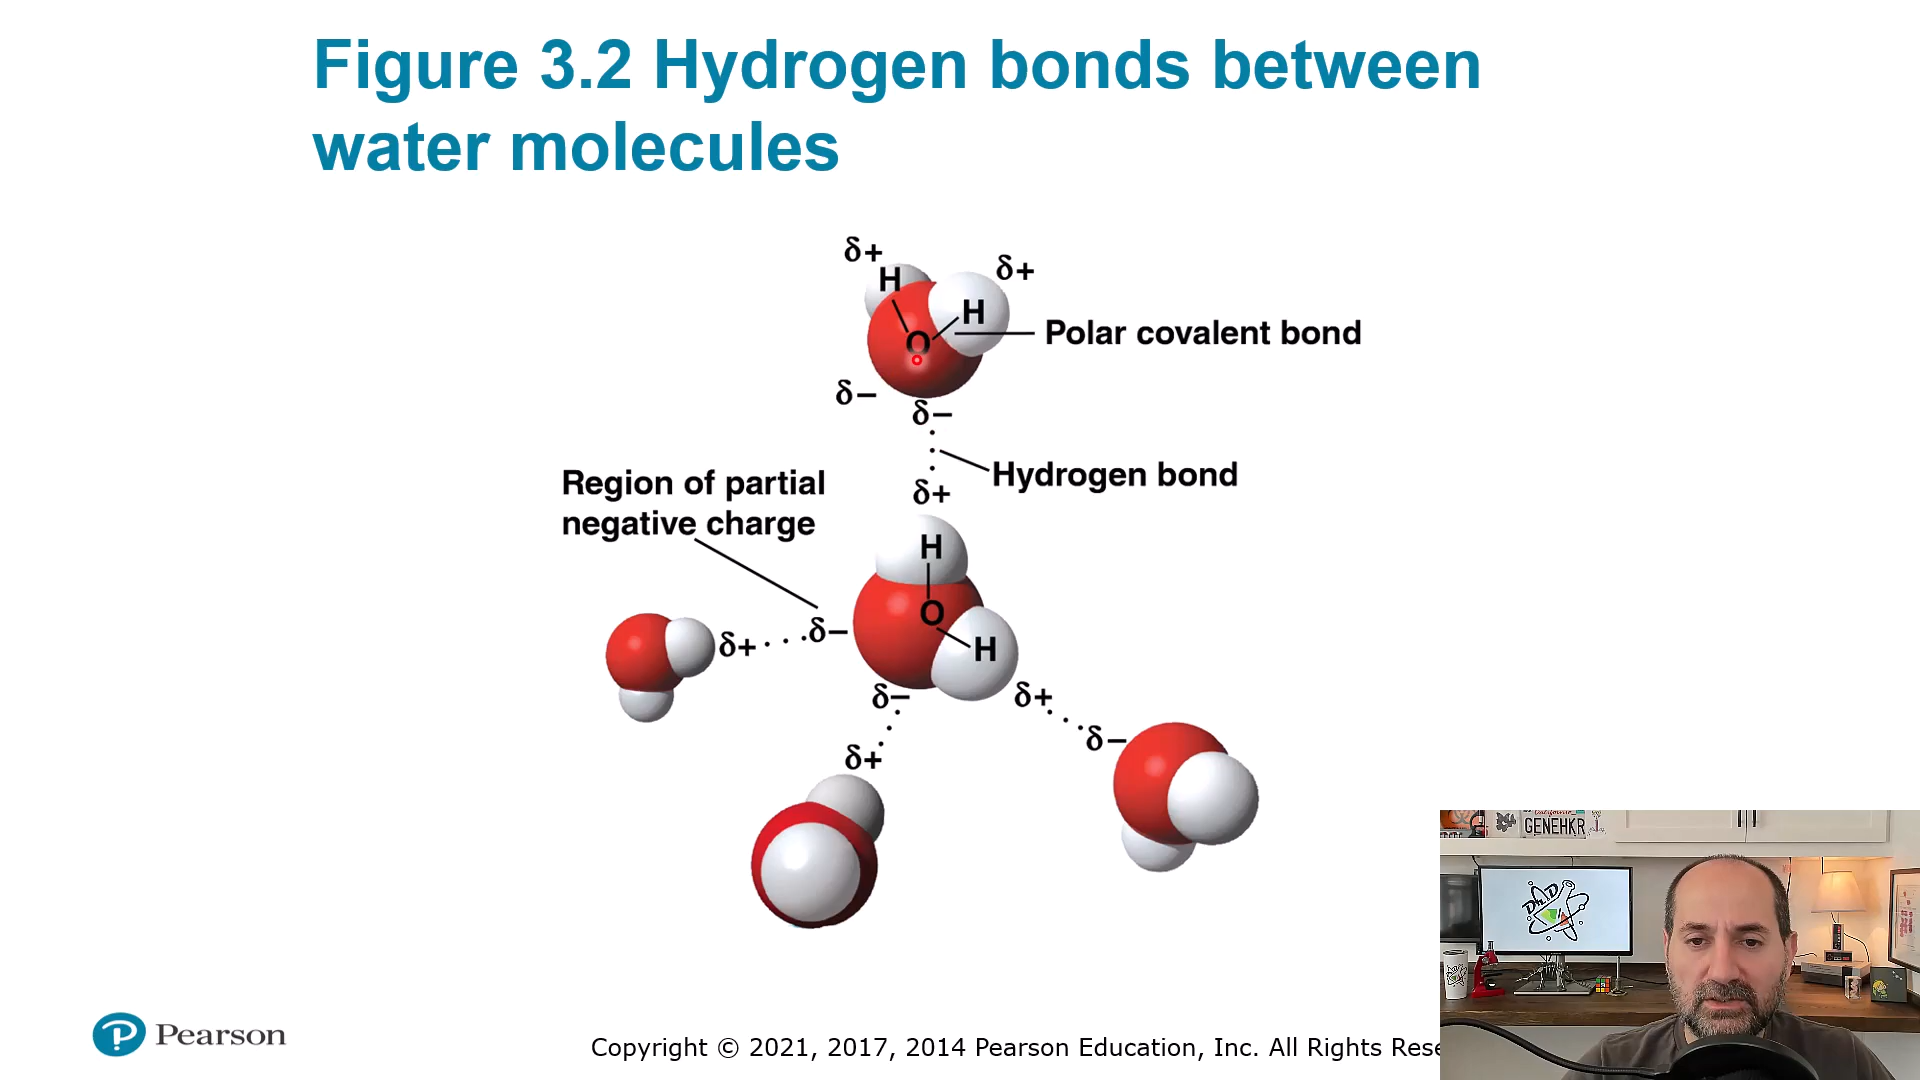 Figure 3.2 Hydrogen bonds between
water molecules
δ+
δ+
H
H
Polar covalent bond
O
δ−
δ−
Hydrogen bond
Region of partial
negative charge
δ+
H
O
δ+
δ−
H
δ−
δ+
δ−
δ+
Pearson
Copyright © 2021, 2017, 2014 Pearson Education, Inc. All Rights Rese
GENEHKR